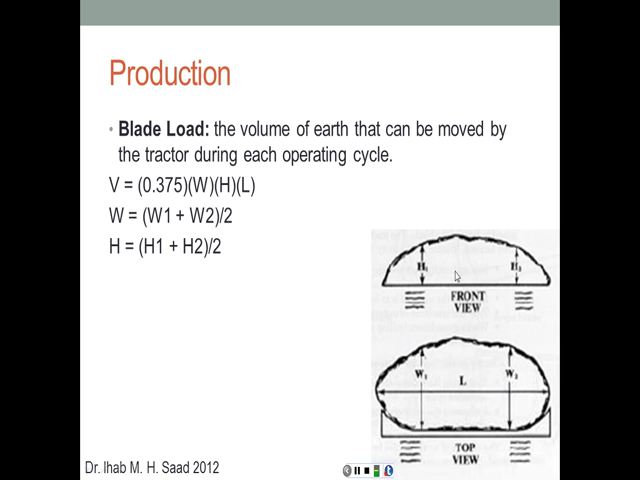 Production
• Blade Load: the volume of earth that can be moved by
the tractor during each operating cycle.
V = (0.375)(W)(H)(L)
W = (W1 + W2)/2
H = (H1 + H2)/2
H₁ H₂
FRONT
VIEW
W₁ L W₂
TOP
VIEW
Dr. Ihab M. H. Saad 2012